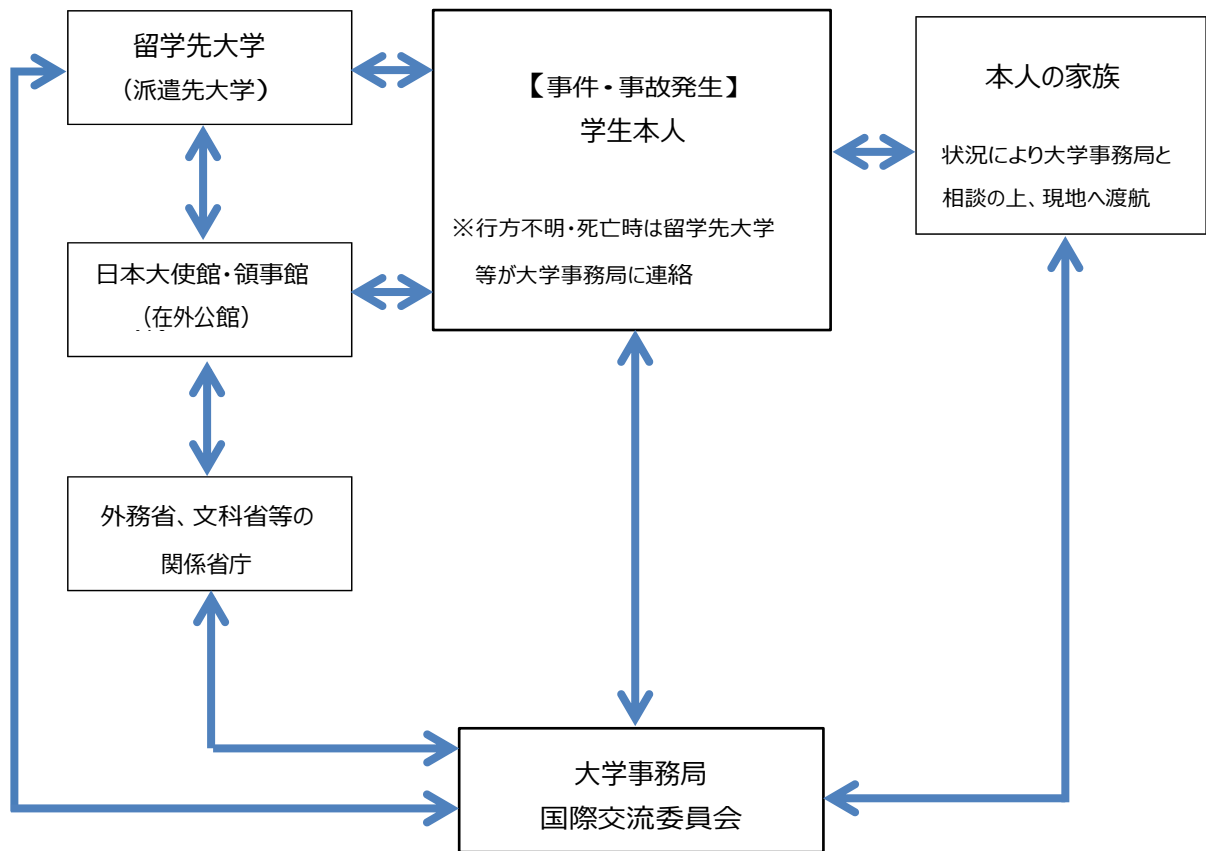 留学先大学
（派遣先大学）
【事件・事故発生】
学生本人
※行方不明・死亡時は留学先大学
等が大学事務局に連絡
本人の家族
状況により大学事務局と
相談の上、現地へ渡航
日本大使館・領事館
（在外公館）
外務省、文科省等の
関係省庁
大学事務局
国際交流委員会